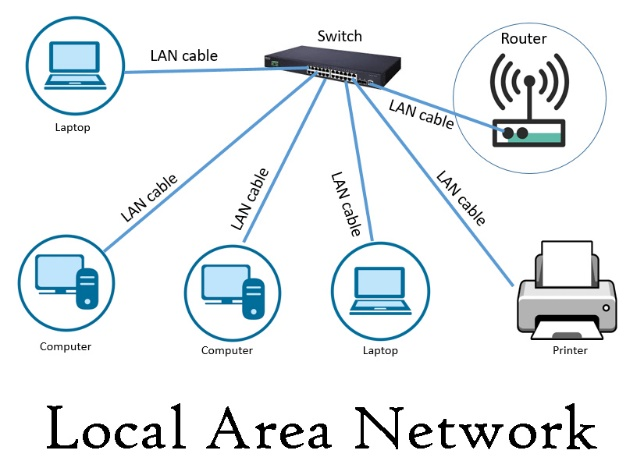 Switch
Router
LAN cable
Laptop
LAN cable
LAN cable
LAN cable
LAN cable
LAN cable
Computer
Computer
Laptop
Printer
Local Area Network